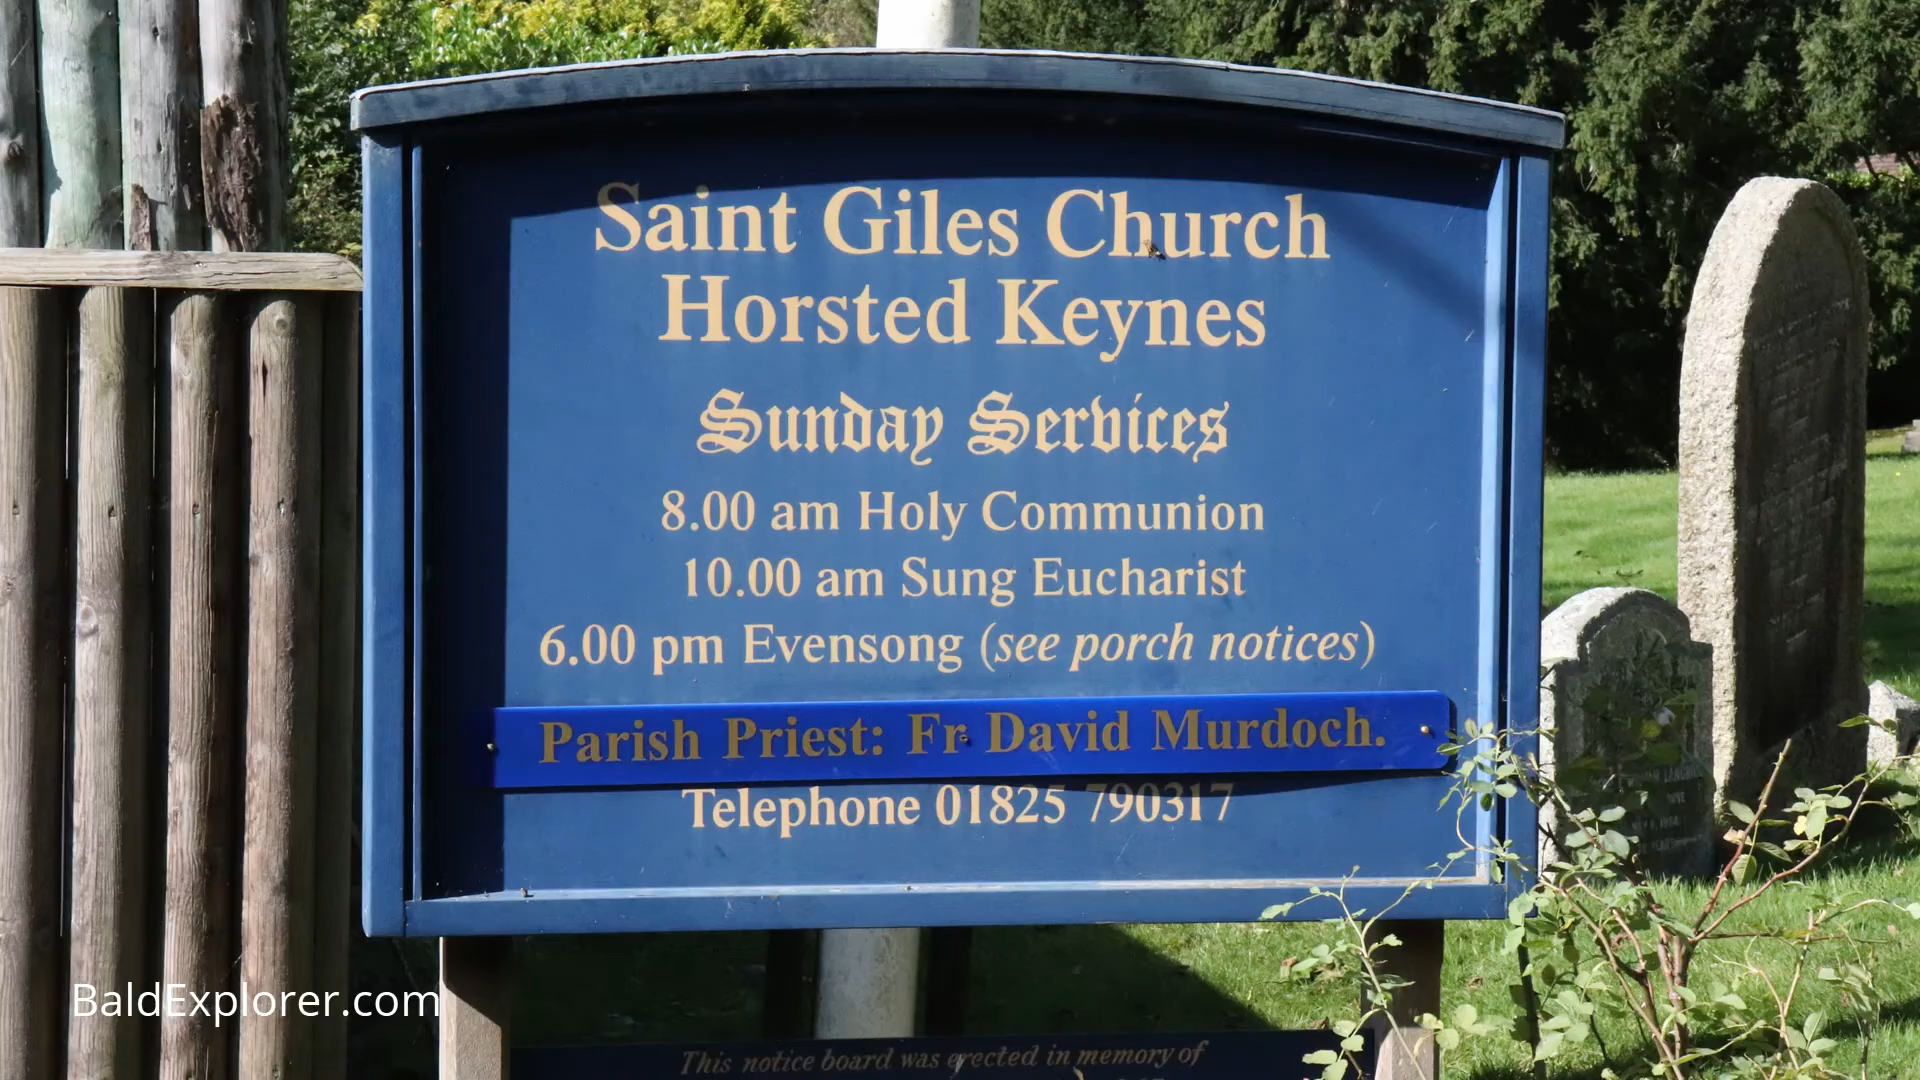 Saint Giles Church
Horsted Keynes
Sunday Services
8.00 am Holy Communion
10.00 am Sung Eucharist
6.00 pm Evensong (see porch notices)
Parish Priest: Fr David Murdoch.
Telephone 01825 790317
This notice board was erected in memory of
BaldExplorer.com